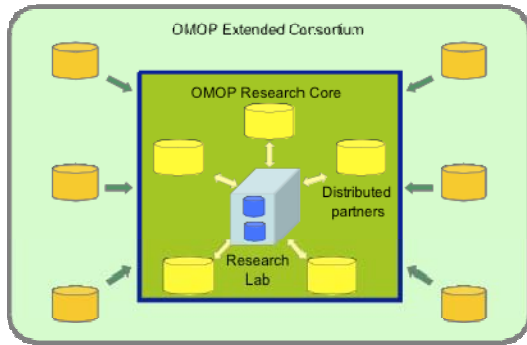 OMOP Extended Consortium
OMOP Research Core
Distributed
partners
Research
Lab